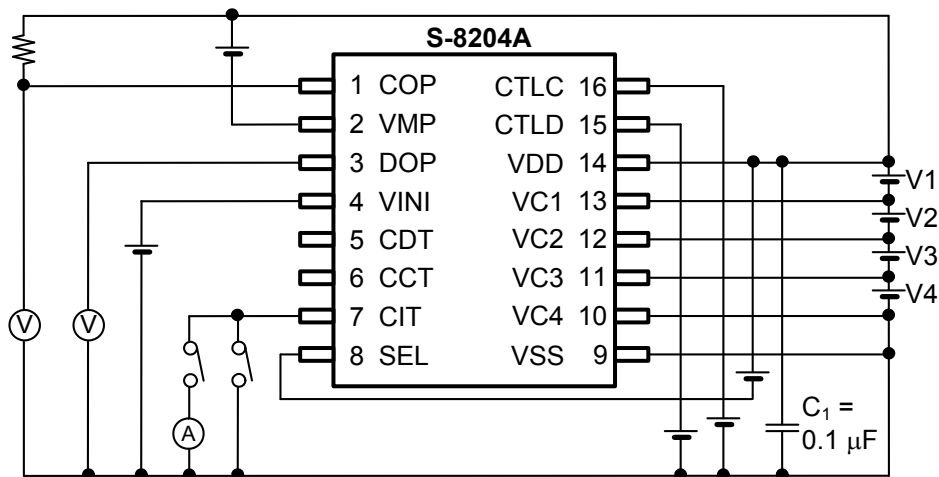 S-8204A
1 COP
2 VMP
3 DOP
4 VINI
5 CDT
6 CCT
7 CIT
8 SEL
CTLC 16
CTLD 15
VDD 14
VC1 13
VC2 12
VC3 11
VC4 10
VSS 9
V1
V2
V3
V4
V
V
A
C₁ =
0.1 µF